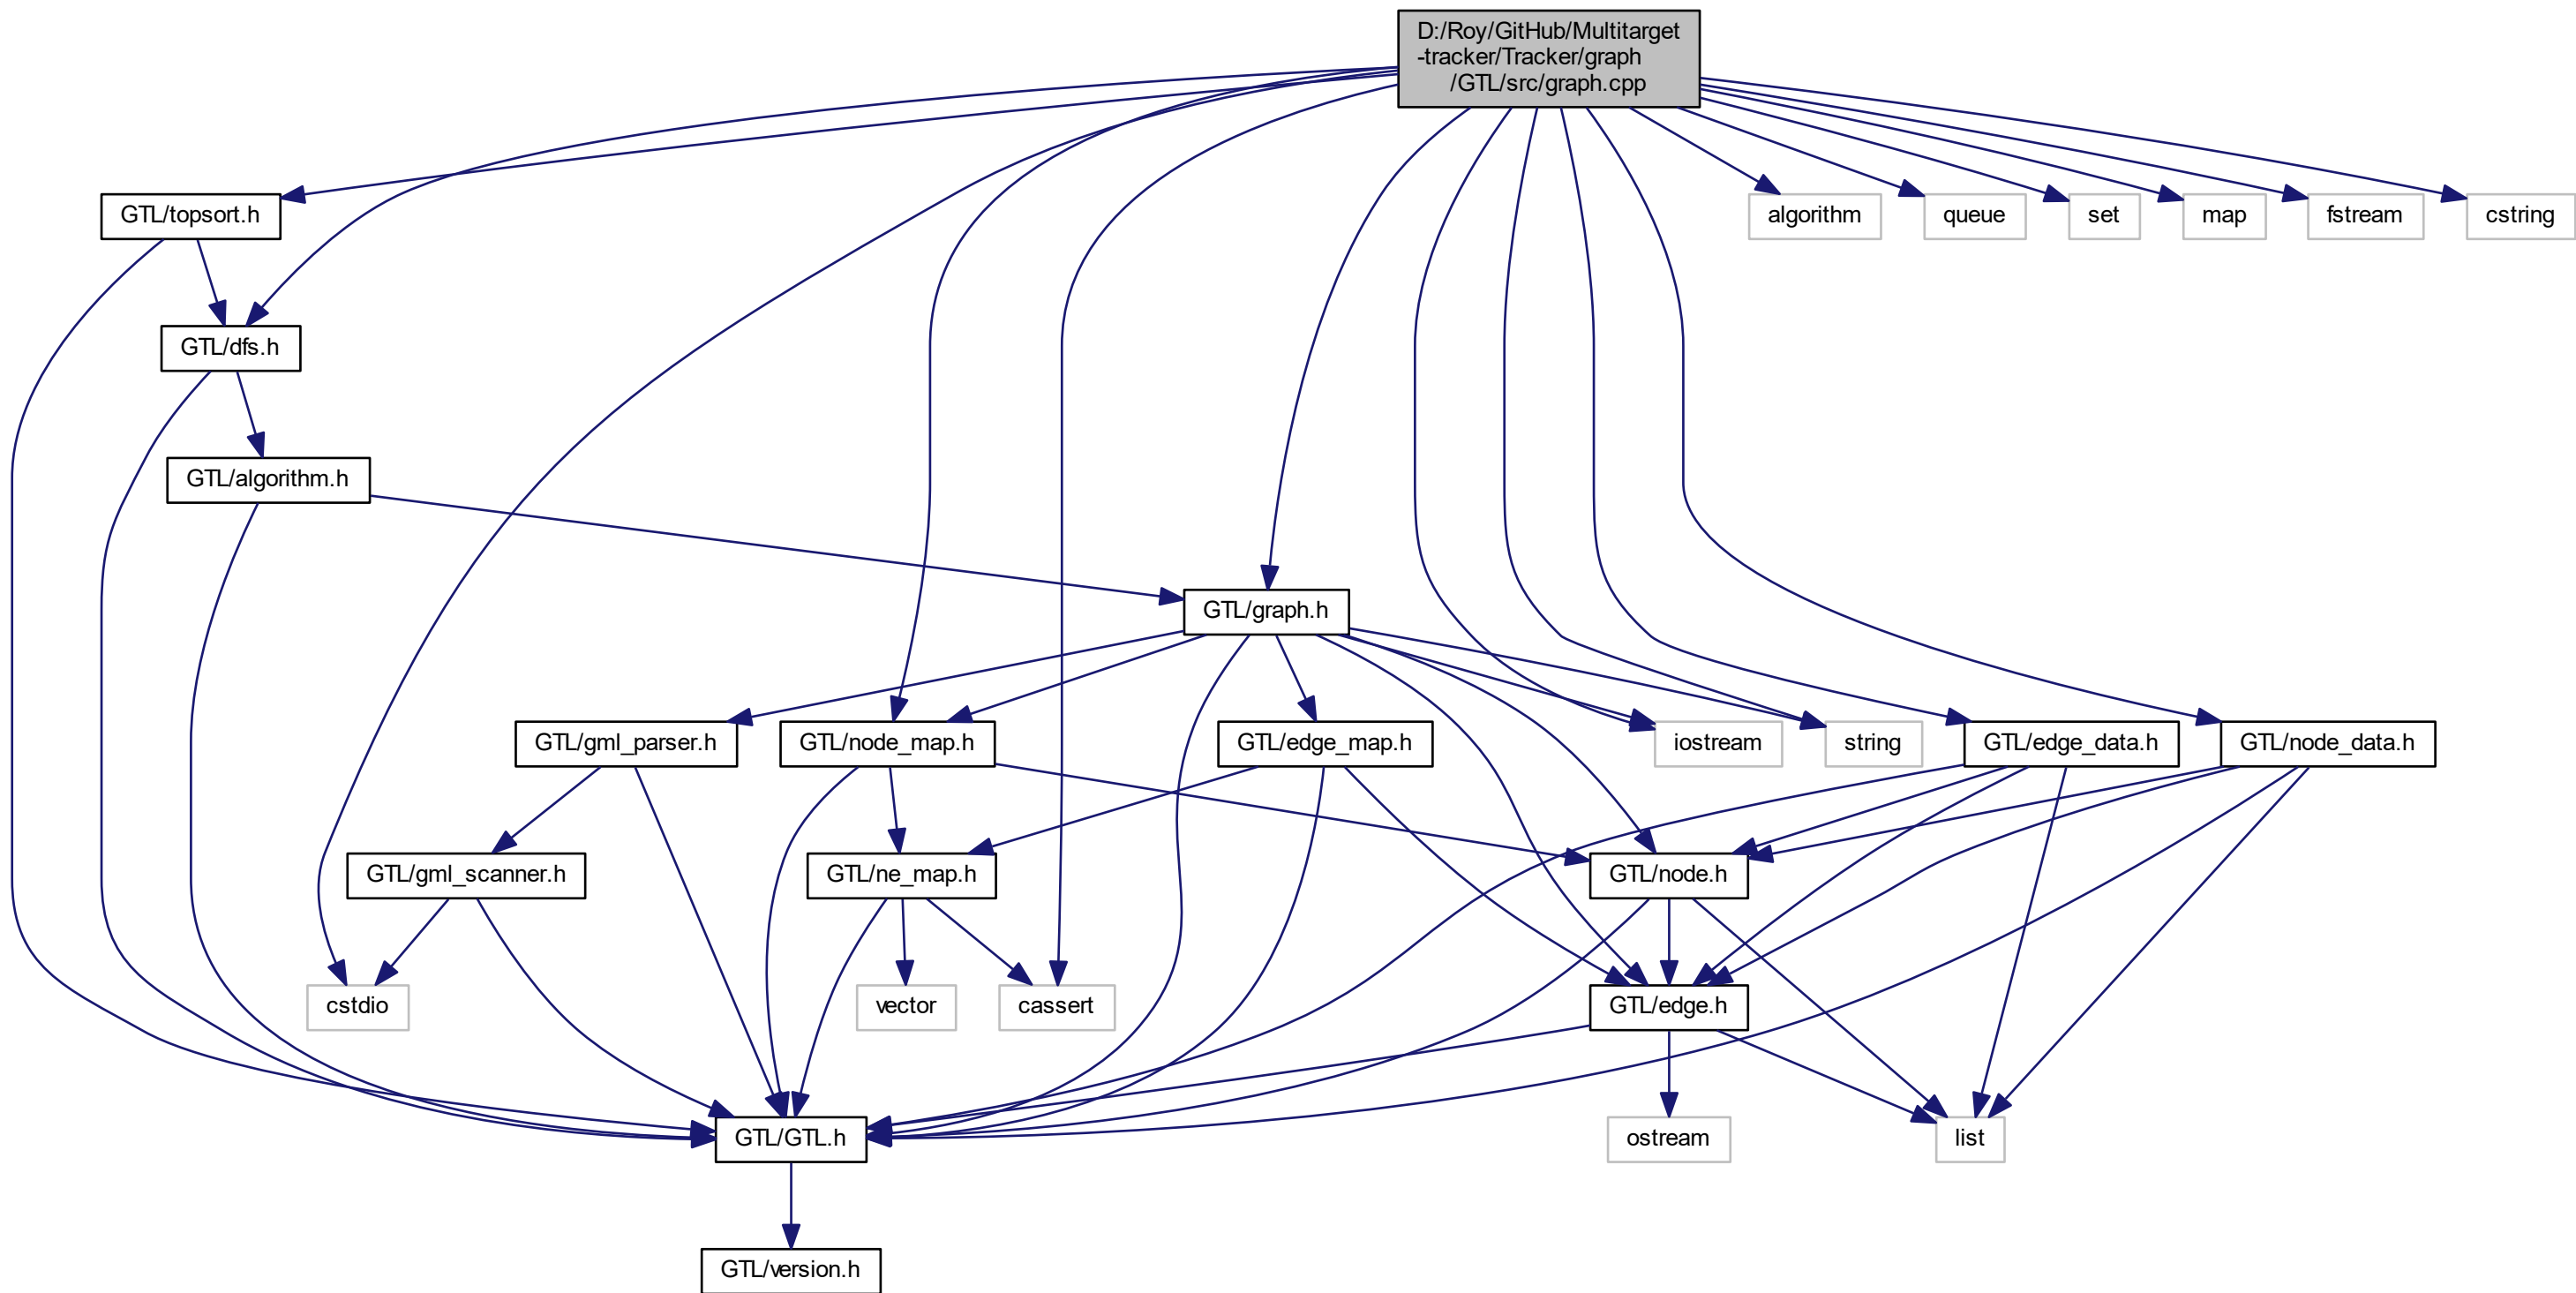 D:/Roy/GitHub/Multitarget
-tracker/Tracker/graph
/GTL/src/graph.cpp
GTL/topsort.h
algorithm
queue
set
map
fstream
cstring
GTL/dfs.h
GTL/algorithm.h
GTL/graph.h
GTL/gml_parser.h
GTL/node_map.h
GTL/edge_map.h
iostream
string
GTL/edge_data.h
GTL/node_data.h
GTL/gml_scanner.h
GTL/ne_map.h
GTL/node.h
cstdio
vector
cassert
GTL/edge.h
GTL/GTL.h
ostream
list
GTL/version.h